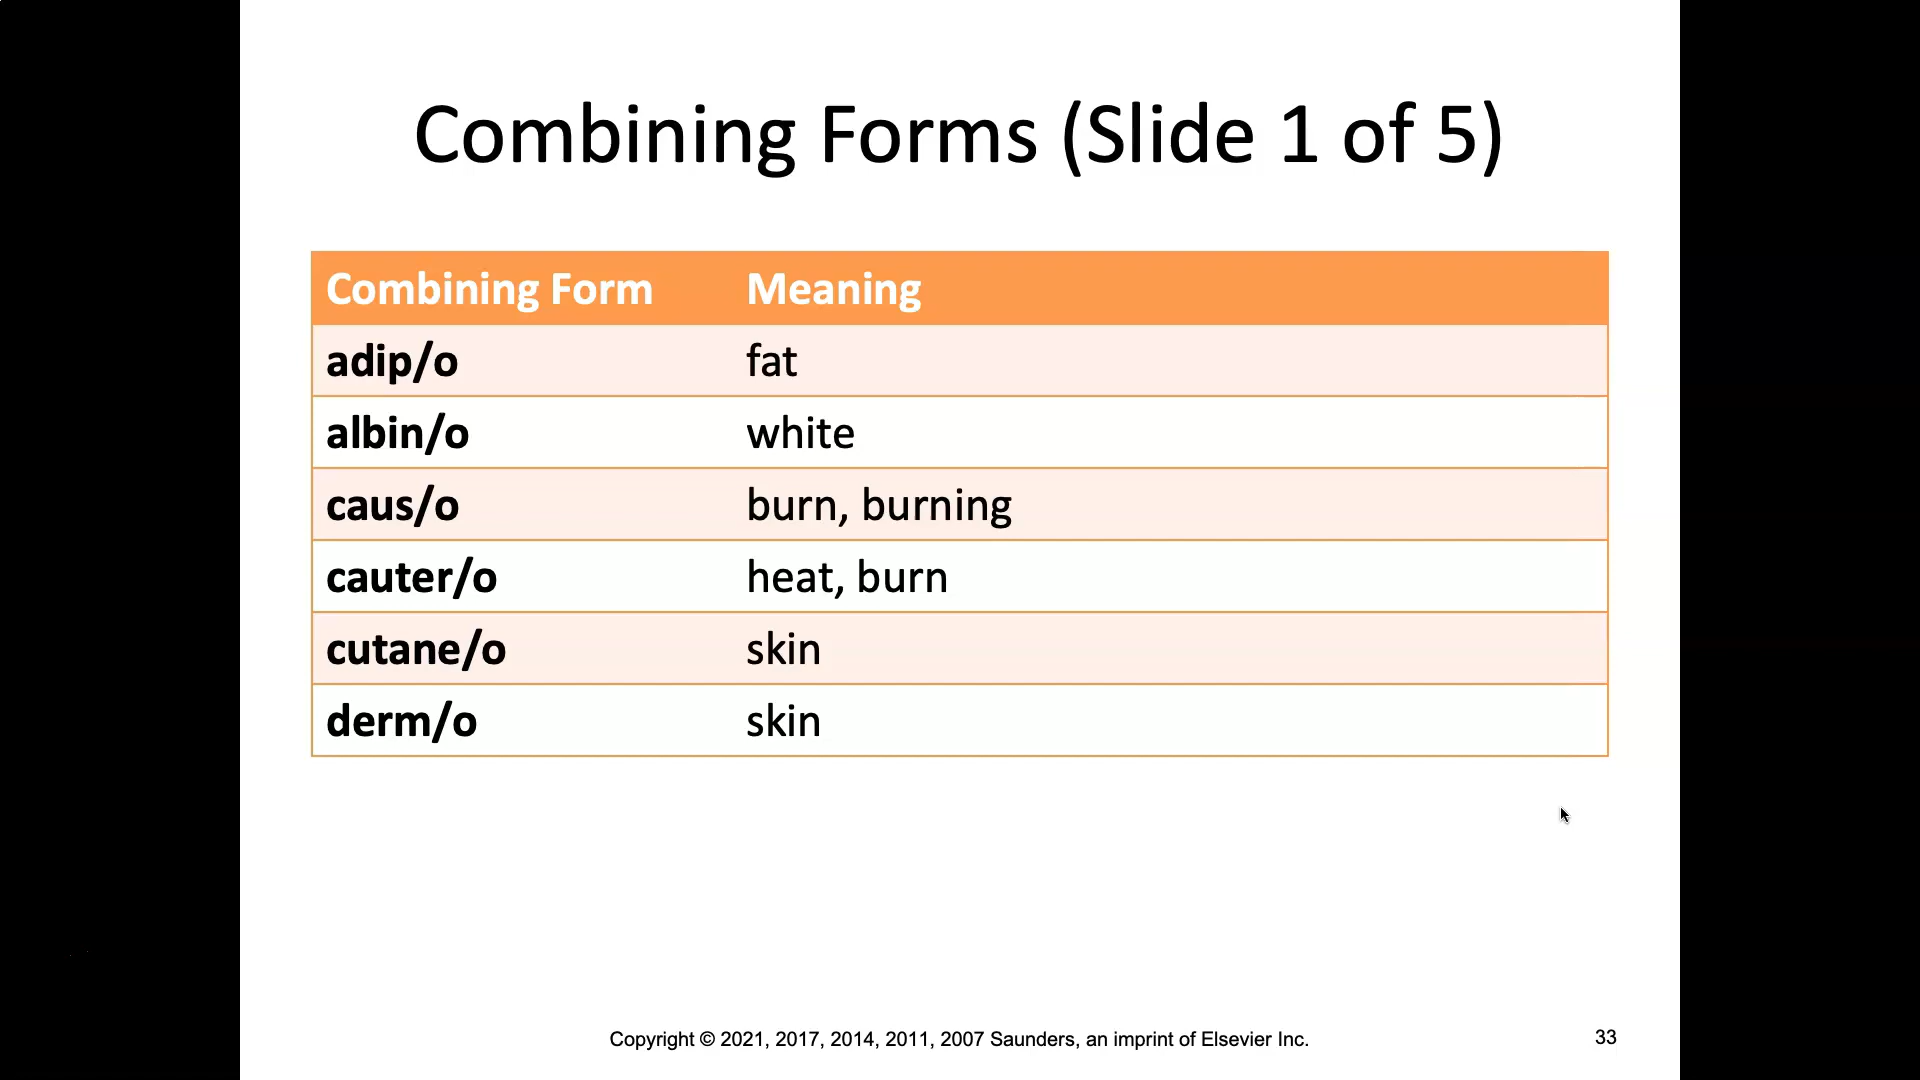 Combining Forms (Slide 1 of 5)
Combining Form Meaning
adip/o fat
albin/o white
caus/o burn, burning
cauter/o heat, burn
cutane/o skin
derm/o skin
Copyright © 2021, 2017, 2014, 2011, 2007 Saunders, an imprint of Elsevier Inc.
33